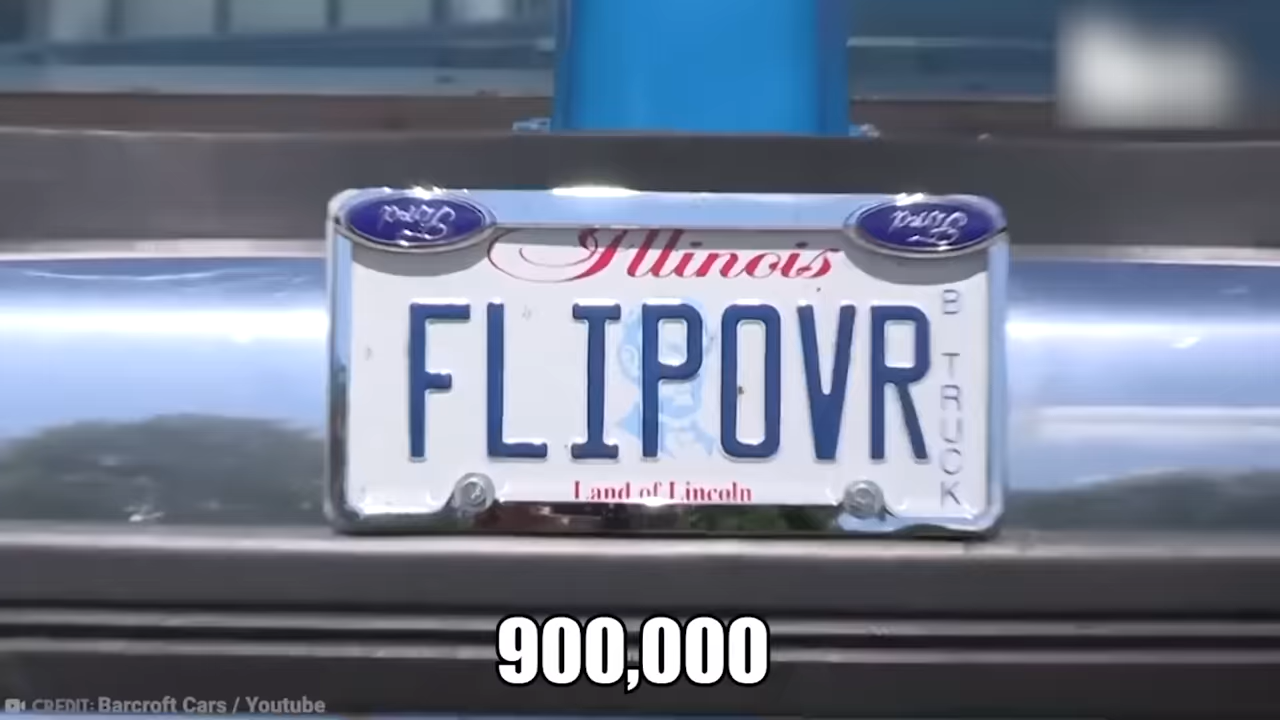 Ford Ford
Illinois
FLIPOVR
B TRUCK
Land of Lincoln
900,000
CREDIT: Barcroft Cars / Youtube